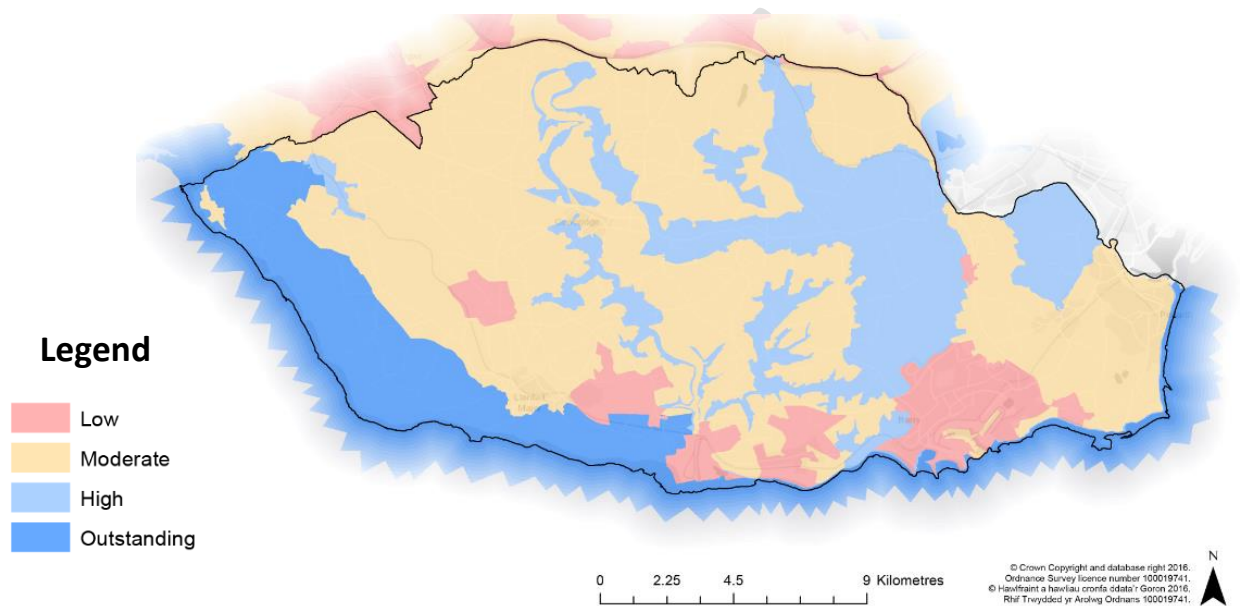 Legend
Low
Moderate
High
Outstanding
0 2.25 4.5 9 Kilometres
N
© Crown Copyright and database right 2016.
Ordnance Survey licence number 100019741.
© Hawlfraint a hawliau cronfa ddata'r Goron 2016.
Rhif Trwydded yr Arolwg Ordnans 100019741.